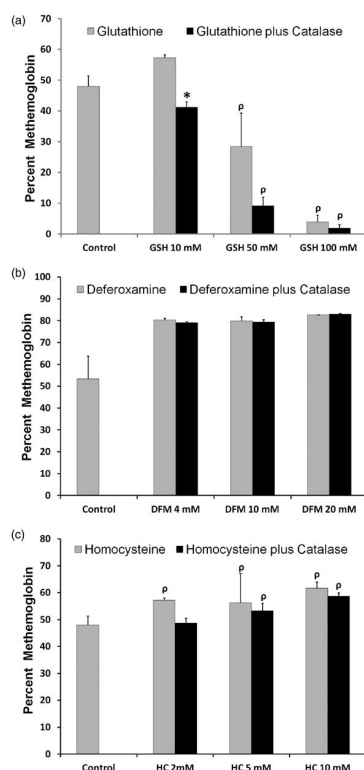 (a)
Glutathione
Glutathione plus Catalase
Percent Methemoglobin
70
60
50
40
30
20
10
0
*
ρ
ρ
ρ
ρ
Control
GSH 10 mM
GSH 50 mM
GSH 100 mM
(b)
Deferoxamine
Deferoxamine plus Catalase
Percent Methemoglobin
100
90
80
70
60
50
40
30
20
10
0
Control
DFM 4 mM
DFM 10 mM
DFM 20 mM
(c)
Homocysteine
Homocysteine plus Catalase
Percent Methemoglobin
80
70
60
50
40
30
20
10
0
ρ
ρ
ρ
ρ
ρ
Control
HC 2mM
HC 5 mM
HC 10 mM